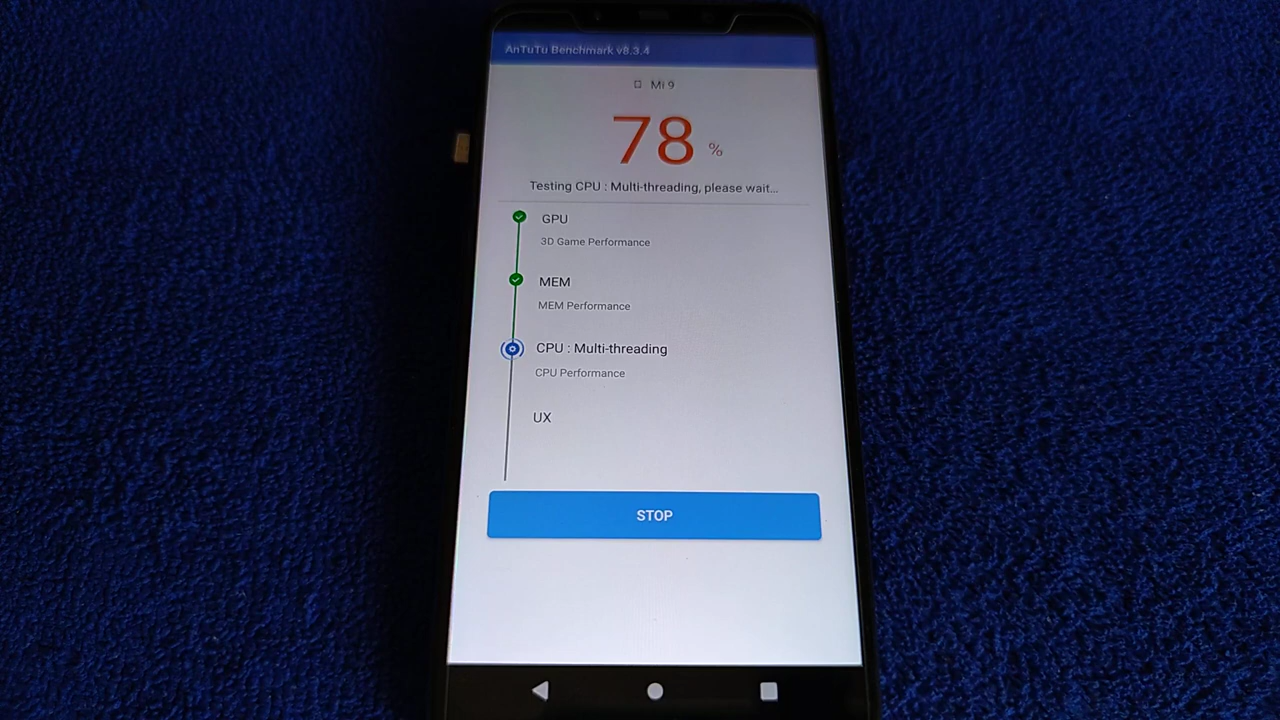 AnTuTu Benchmark v8.3.4
Mi 9
78 %
Testing CPU : Multi-threading, please wait...
GPU
3D Game Performance
MEM
MEM Performance
CPU : Multi-threading
CPU Performance
UX
STOP